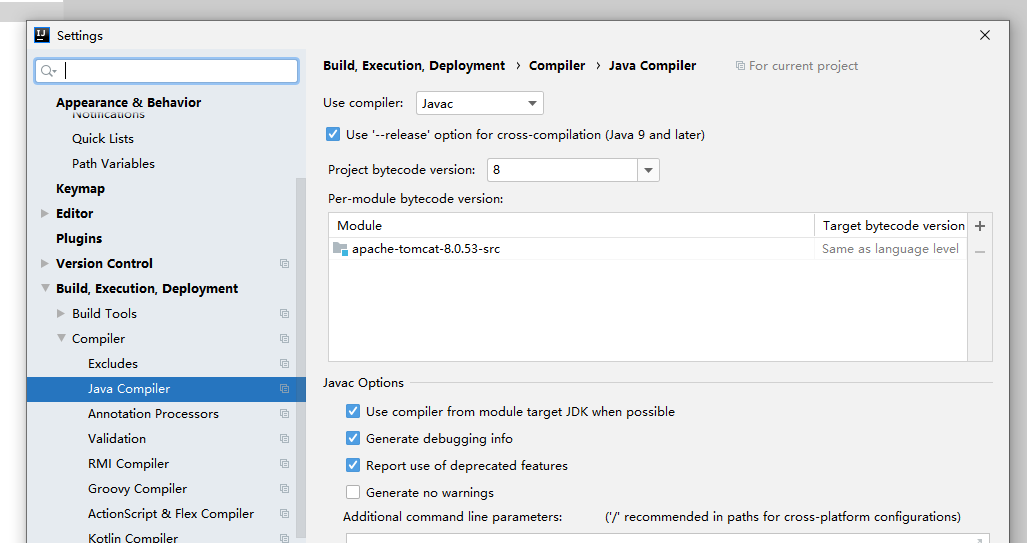 Settings
Appearance & Behavior
Notifications
Quick Lists
Path Variables
Keymap
Editor
Plugins
Version Control
Build, Execution, Deployment
Build Tools
Compiler
Excludes
Java Compiler
Annotation Processors
Validation
RMI Compiler
Groovy Compiler
ActionScript & Flex Compiler
Kotlin Compiler
Build, Execution, Deployment › Compiler › Java Compiler For current project
Use compiler: Javac
Use '--release' option for cross-compilation (Java 9 and later)
Project bytecode version: 8
Per-module bytecode version:
Module Target bytecode version
apache-tomcat-8.0.53-src Same as language level
Javac Options
Use compiler from module target JDK when possible
Generate debugging info
Report use of deprecated features
Generate no warnings
Additional command line parameters: ('/' recommended in paths for cross-platform configurations)